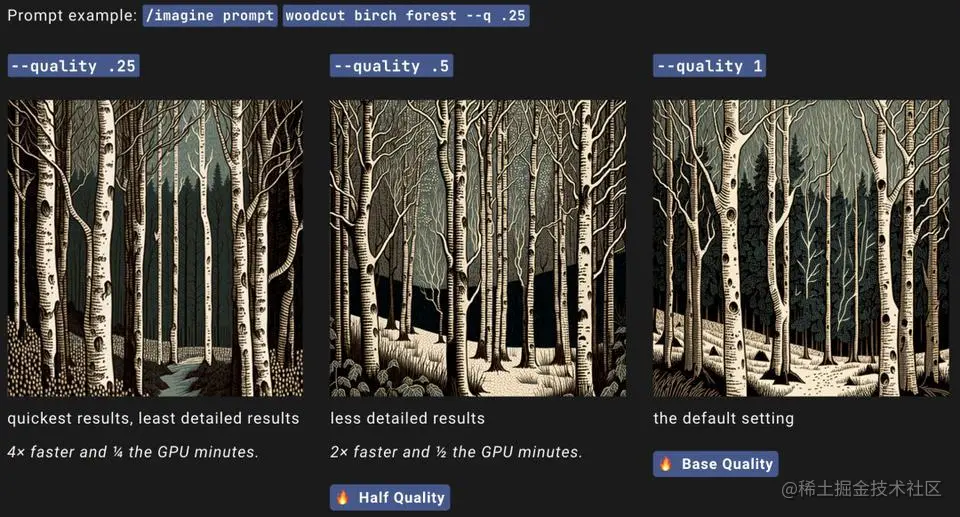 Prompt example: /imagine prompt woodcut birch forest --q .25
--quality .25
--quality .5
--quality 1
quickest results, least detailed results
less detailed results
the default setting
4× faster and ¼ the GPU minutes.
2× faster and ½ the GPU minutes.
🔥 Base Quality
🔥 Half Quality
@稀土掘金技术社区